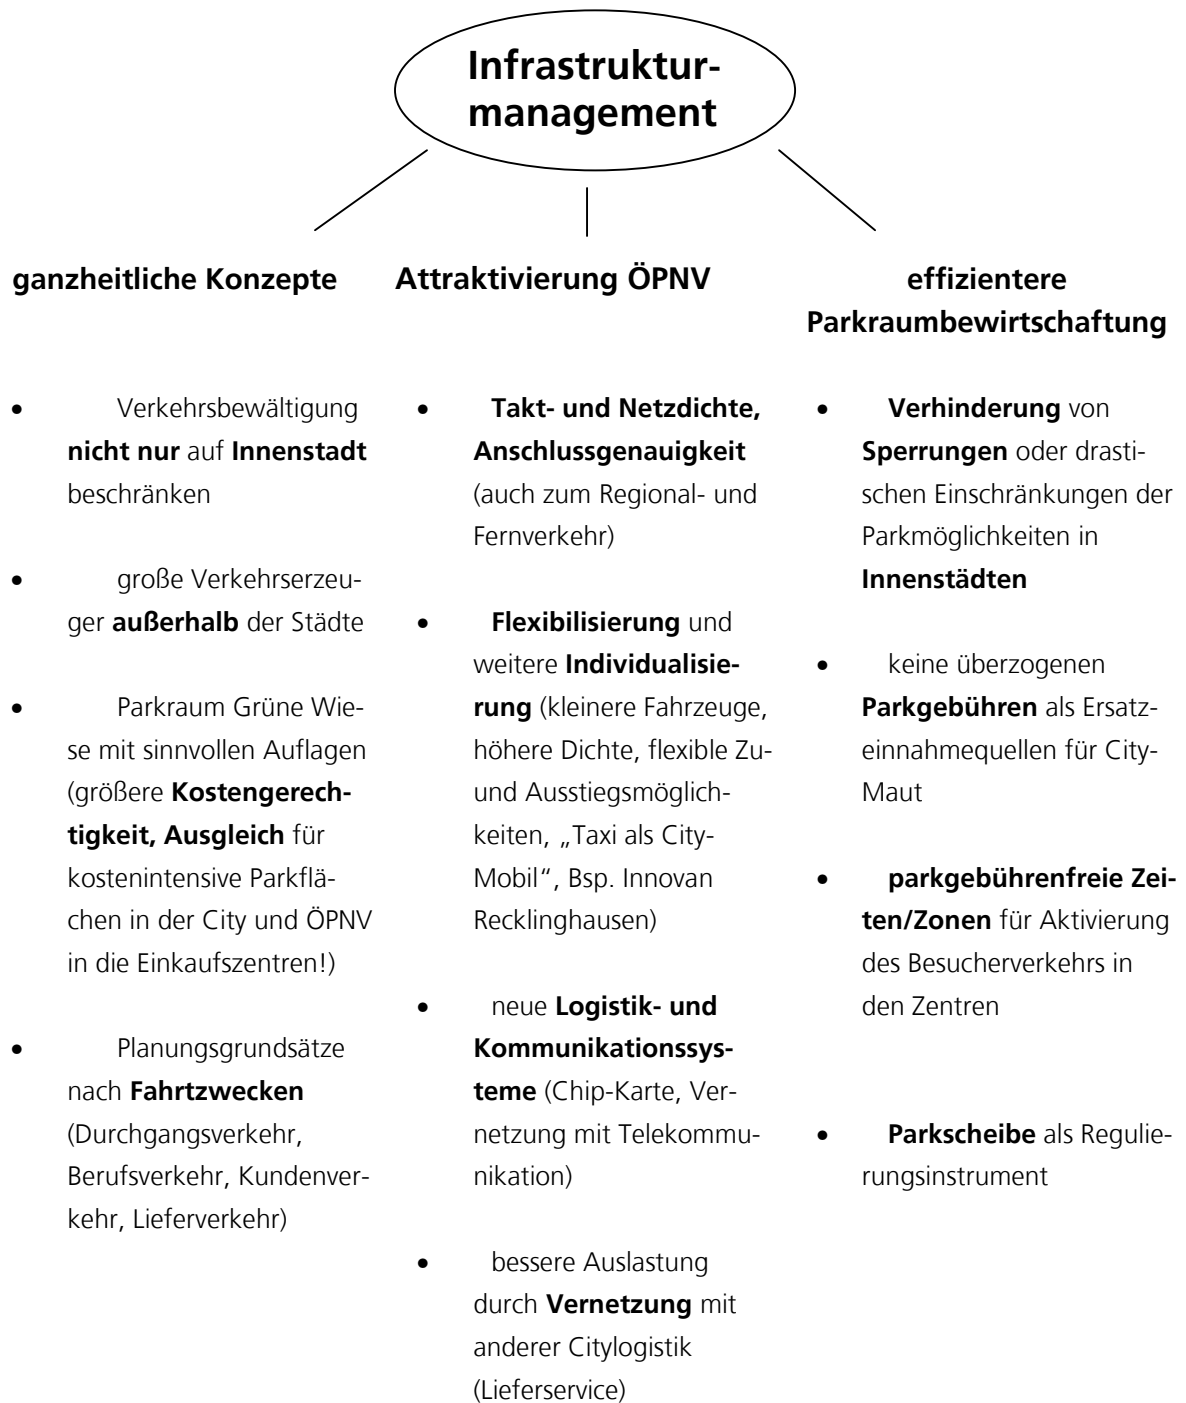 Infrastruktur-
management
ganzheitliche Konzepte
• Verkehrsbewältigung
nicht nur auf Innenstadt
beschränken
• große Verkehrserzeu-
ger außerhalb der Städte
• Parkraum Grüne Wie-
se mit sinnvollen Auflagen
(größere Kostengerech-
tigkeit, Ausgleich für
kostenintensive Parkflä-
chen in der City und ÖPNV
in die Einkaufszentren!)
• Planungsgrundsätze
nach Fahrtzwecken
(Durchgangsverkehr,
Berufsverkehr, Kundenver-
kehr, Lieferverkehr)
Attraktivierung ÖPNV
• Takt- und Netzdichte,
Anschlussgenauigkeit
(auch zum Regional- und
Fernverkehr)
• Flexibilisierung und
weitere Individualisie-
rung (kleinere Fahrzeuge,
höhere Dichte, flexible Zu-
und Ausstiegsmöglich-
keiten, „Taxi als City-
Mobil“, Bsp. Innovan
Recklinghausen)
• neue Logistik- und
Kommunikationssys-
teme (Chip-Karte, Ver-
netzung mit Telekommu-
nikation)
• bessere Auslastung
durch Vernetzung mit
anderer Citylogistik
(Lieferservice)
effizientere
Parkraumbewirtschaftung
• Verhinderung von
Sperrungen oder drasti-
schen Einschränkungen der
Parkmöglichkeiten in
Innenstädten
• keine überzogenen
Parkgebühren als Ersatz-
einnahmequellen für City-
Maut
• parkgebührenfreie Zei-
ten/Zonen für Aktivierung
des Besucherverkehrs in
den Zentren
• Parkscheibe als Regulie-
rungsinstrument